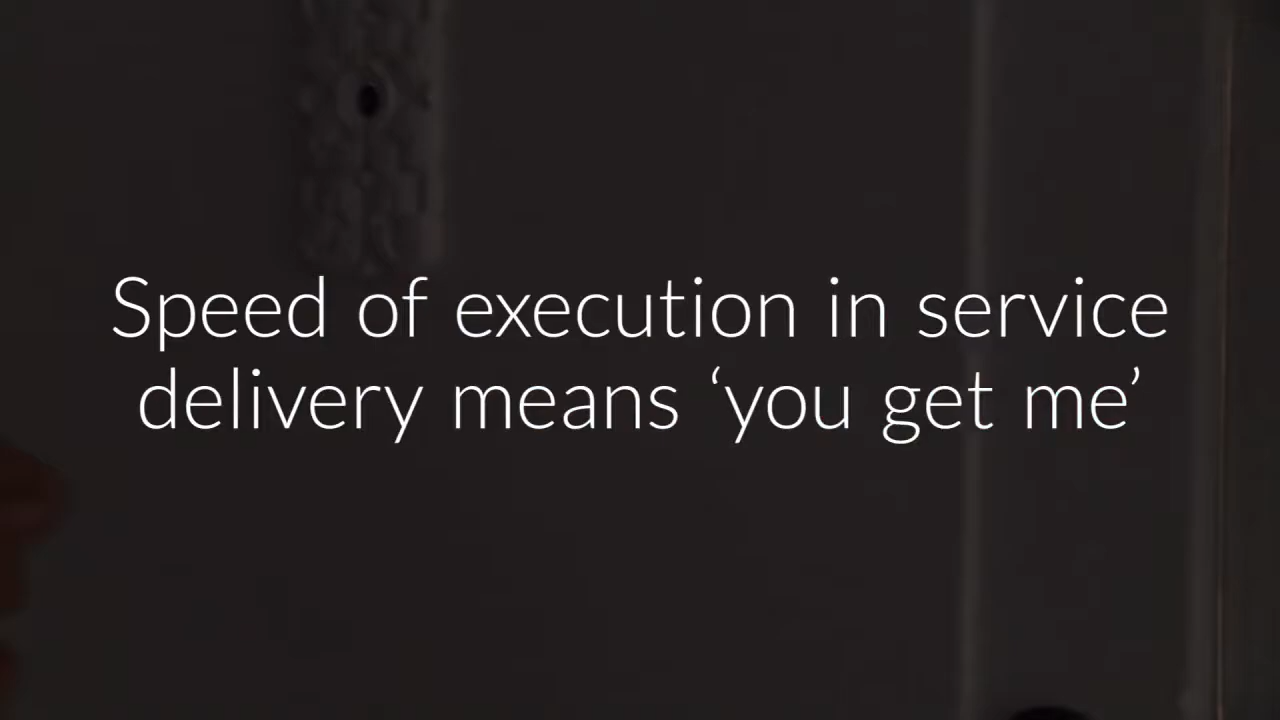 Speed of execution in service
delivery means ‘you get me’